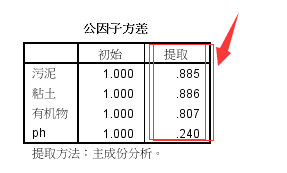 公因子方差
初始 提取
污泥 1.000 .885
粘土 1.000 .886
有机物 1.000 .807
ph 1.000 .240
提取方法：主成份分析。